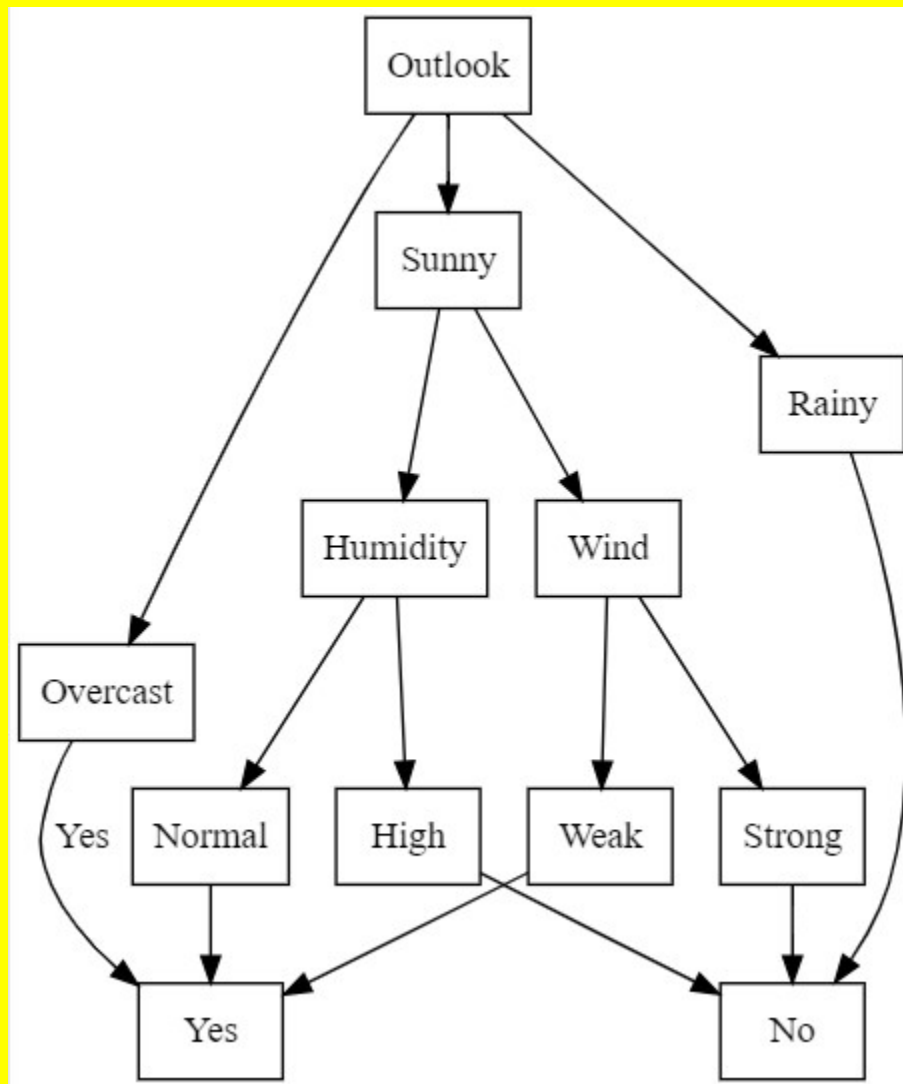 Outlook
Sunny
Rainy
Humidity
Wind
Overcast
Normal
High
Weak
Strong
Yes
Yes
No